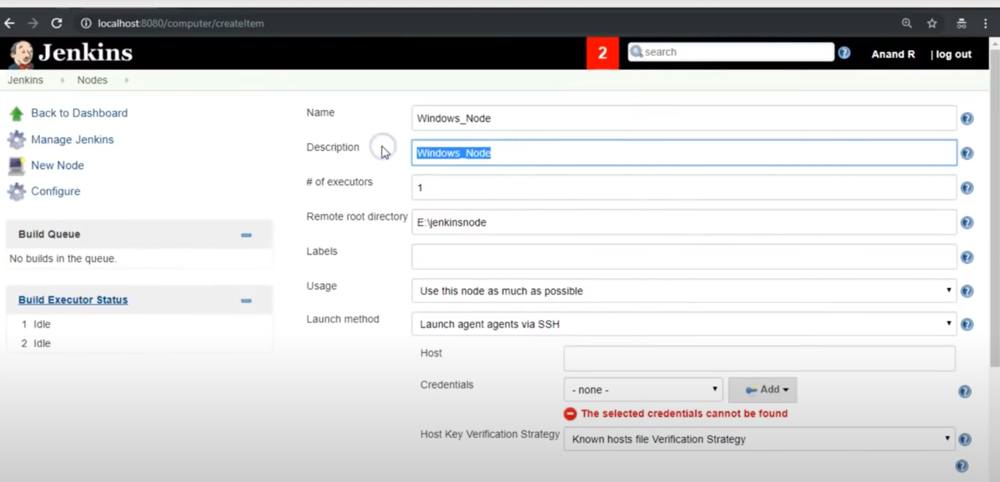 localhost:8080/computer/createItem
Jenkins
2
search
Anand R
| log out
Jenkins
Nodes
Back to Dashboard
Manage Jenkins
New Node
Configure
Build Queue
No builds in the queue.
Build Executor Status
1 Idle
2 Idle
Name
Windows_Node
Description
Windows_Node
# of executors
1
Remote root directory
E:\jenkinsnode
Labels
Usage
Use this node as much as possible
Launch method
Launch agent agents via SSH
Host
Credentials
- none -
Add
The selected credentials cannot be found
Host Key Verification Strategy
Known hosts file Verification Strategy